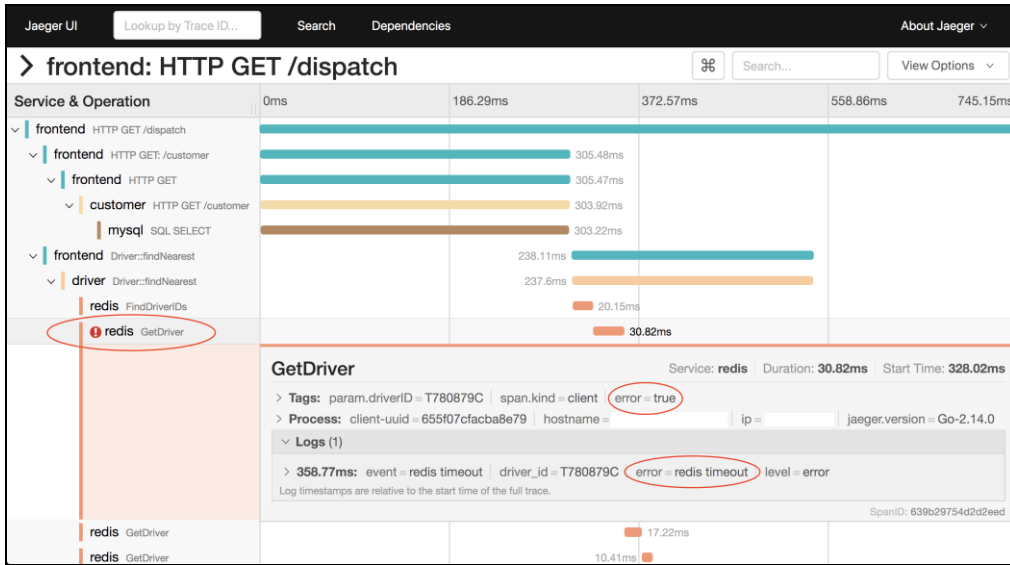 Jaeger UI Lookup by Trace ID... Search Dependencies About Jaeger
frontend: HTTP GET /dispatch ⌘ Search... View Options
Service & Operation 0ms 186.29ms 372.57ms 558.86ms 745.15ms
frontend HTTP GET /dispatch
frontend HTTP GET: /customer 305.48ms
frontend HTTP GET 305.47ms
customer HTTP GET /customer 303.92ms
mysql SQL SELECT 303.22ms
frontend Driver::findNearest 238.11ms
driver Driver::findNearest 237.6ms
redis FindDriverIDs 20.15ms
redis GetDriver 30.82ms
GetDriver Service: redis Duration: 30.82ms Start Time: 328.02ms
Tags: param.driverID = T780879C span.kind = client error = true
Process: client-uuid = 655f07cfacba8e79 hostname = ip = jaeger.version = Go-2.14.0
Logs (1)
358.77ms: event = redis timeout driver_id = T780879C error = redis timeout level = error
Log timestamps are relative to the start time of the full trace.
SpanID: 639b29754d2d2eed
redis GetDriver 17.22ms
redis GetDriver 10.41ms